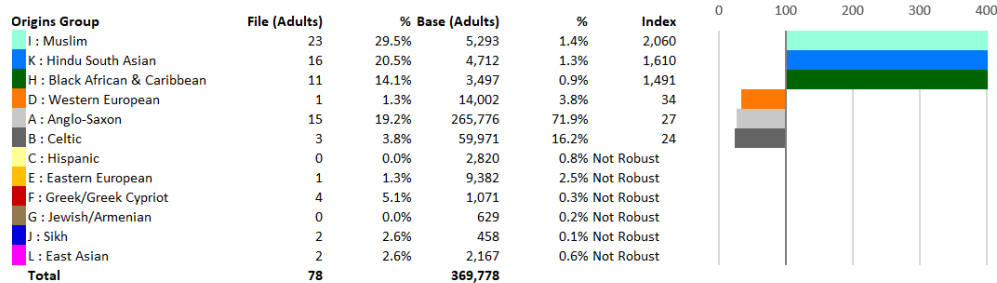 0 100 200 300 400
Origins Group File (Adults) % Base (Adults) % Index
I : Muslim 23 29.5% 5,293 1.4% 2,060
K : Hindu South Asian 16 20.5% 4,712 1.3% 1,610
H : Black African & Caribbean 11 14.1% 3,497 0.9% 1,491
D : Western European 1 1.3% 14,002 3.8% 34
A : Anglo-Saxon 15 19.2% 265,776 71.9% 27
B : Celtic 3 3.8% 59,971 16.2% 24
C : Hispanic 0 0.0% 2,820 0.8% Not Robust
E : Eastern European 1 1.3% 9,382 2.5% Not Robust
F : Greek/Greek Cypriot 4 5.1% 1,071 0.3% Not Robust
G : Jewish/Armenian 0 0.0% 629 0.2% Not Robust
J : Sikh 2 2.6% 458 0.1% Not Robust
L : East Asian 2 2.6% 2,167 0.6% Not Robust
Total 78 369,778